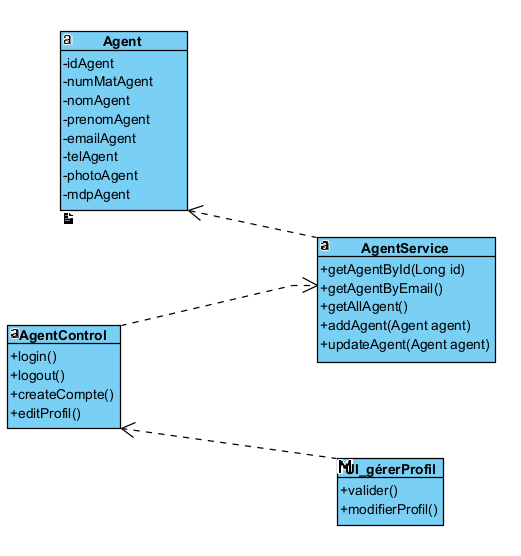 a
Agent
-idAgent
-numMatAgent
-nomAgent
-prenomAgent
-emailAgent
-telAgent
-photoAgent
-mdpAgent
a
AgentService
+getAgentById(Long id)
+getAgentByEmail()
+getAllAgent()
+addAgent(Agent agent)
+updateAgent(Agent agent)
a
AgentControl
+login()
+logout()
+createCompte()
+editProfil()
M
UI_gérerProfil
+valider()
+modifierProfil()